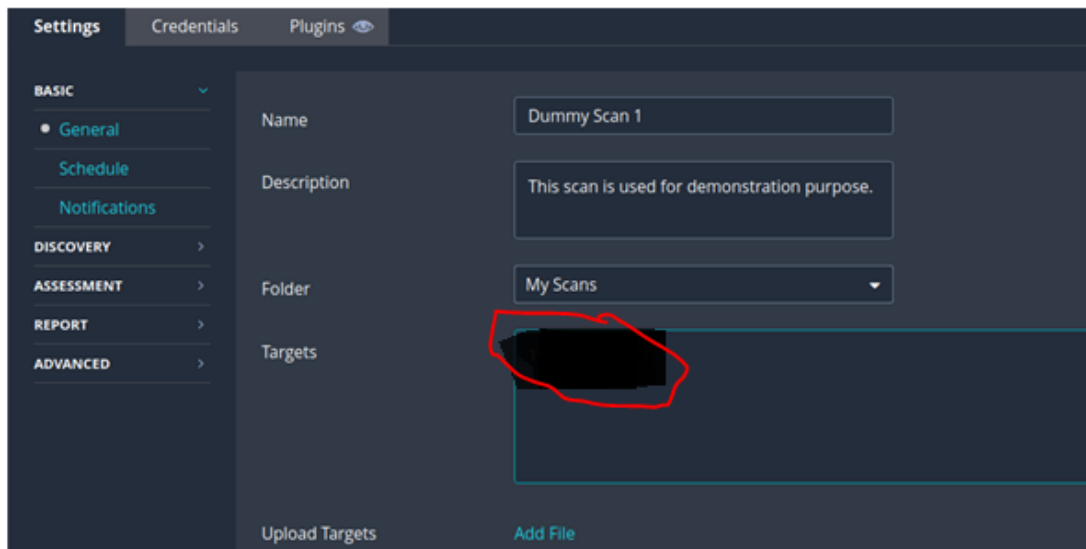 Settings Credentials Plugins
BASIC
General
Schedule
Notifications
DISCOVERY
ASSESSMENT
REPORT
ADVANCED
Name Dummy Scan 1
Description This scan is used for demonstration purpose.
Folder My Scans
Targets
Upload Targets Add File